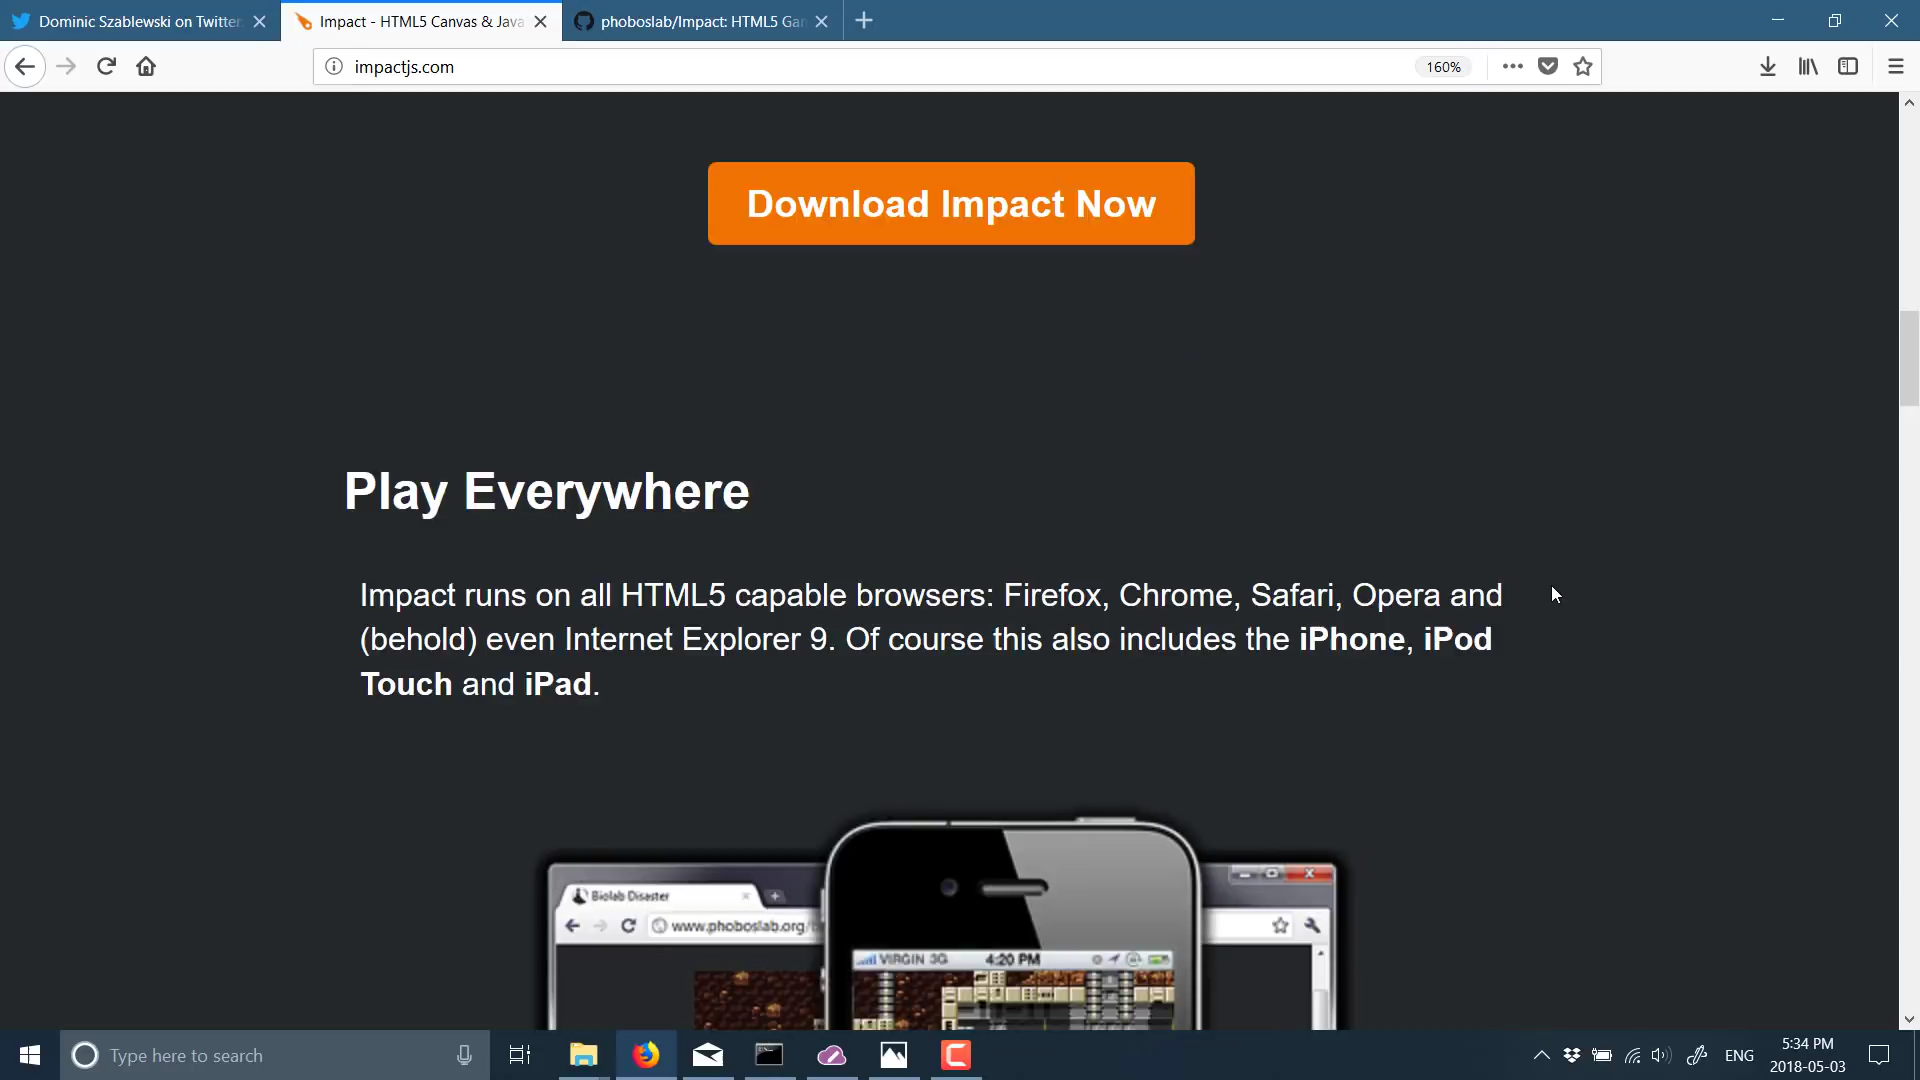 Dominic Szablewski on Twitter
Impact - HTML5 Canvas & Java
phoboslab/Impact: HTML5 Gam
impactjs.com
160%
Download Impact Now
Play Everywhere
Impact runs on all HTML5 capable browsers: Firefox, Chrome, Safari, Opera and
(behold) even Internet Explorer 9. Of course this also includes the iPhone, iPod
Touch and iPad.
Biolab Disaster
www.phoboslab.org/
VIRGIN 3G
4:20 PM
Type here to search
ENG
5:34 PM
2018-05-03